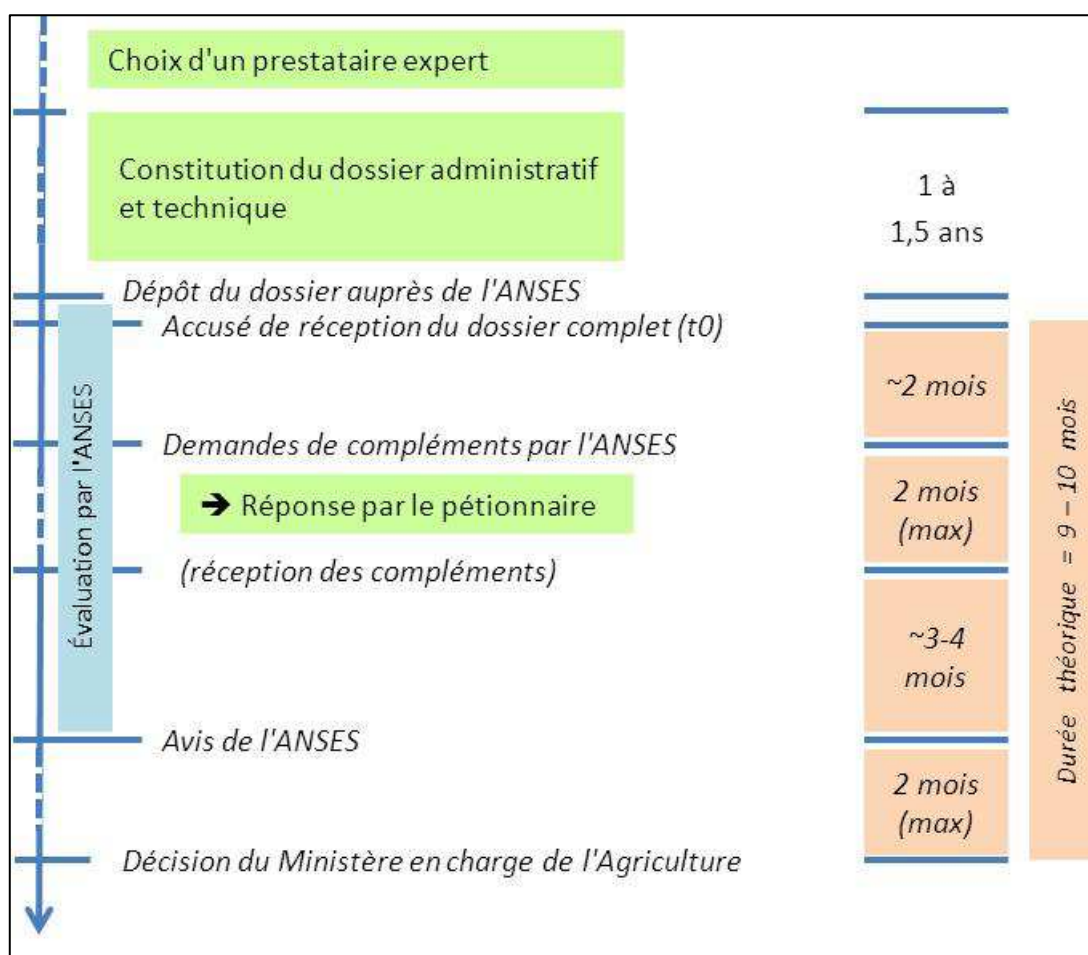 Choix d'un prestataire expert
Constitution du dossier administratif
et technique
1 à
1,5 ans
Dépôt du dossier auprès de l'ANSES
Accusé de réception du dossier complet (t0)
Évaluation par l'ANSES
~2 mois
Durée théorique = 9 – 10 mois
Demandes de compléments par l'ANSES
➔ Réponse par le pétionnaire
2 mois
(max)
(réception des compléments)
~3-4
mois
Avis de l'ANSES
2 mois
(max)
Décision du Ministère en charge de l'Agriculture